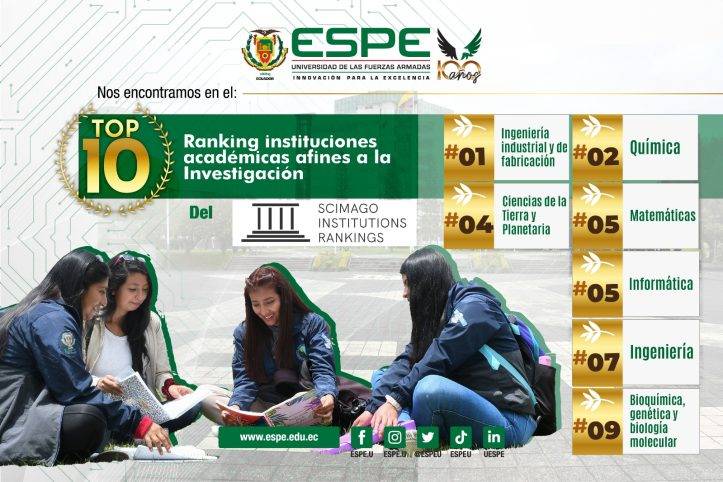 ESPE
UNIVERSIDAD DE LAS FUERZAS ARMADAS
INNOVACIÓN PARA LA EXCELENCIA
ECUADOR
100 años
Nos encontramos en el:
TOP
10
Ranking instituciones
académicas afines a la
Investigación
Del
SCIMAGO
INSTITUTIONS
RANKINGS
#01
Ingeniería
industrial y de
fabricación
#02
Química
#04
Ciencias de la
Tierra y
Planetaria
#05
Matemáticas
#05
Informática
#07
Ingeniería
#09
Bioquímica,
genética y
biología
molecular
www.espe.edu.ec
ESPE.U
ESPE.U
@ESPEU
ESPEU
UESPE